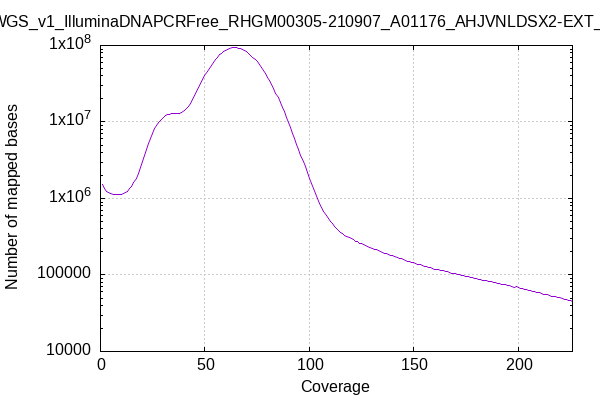 WGS_v1_IlluminaDNAPCRFree_RHGM00305-210907_A01176_AHJVNLDSX2-EXT_
1x10^8
1x10^7
1x10^6
100000
10000
Number of mapped bases
0 50 100 150 200
Coverage